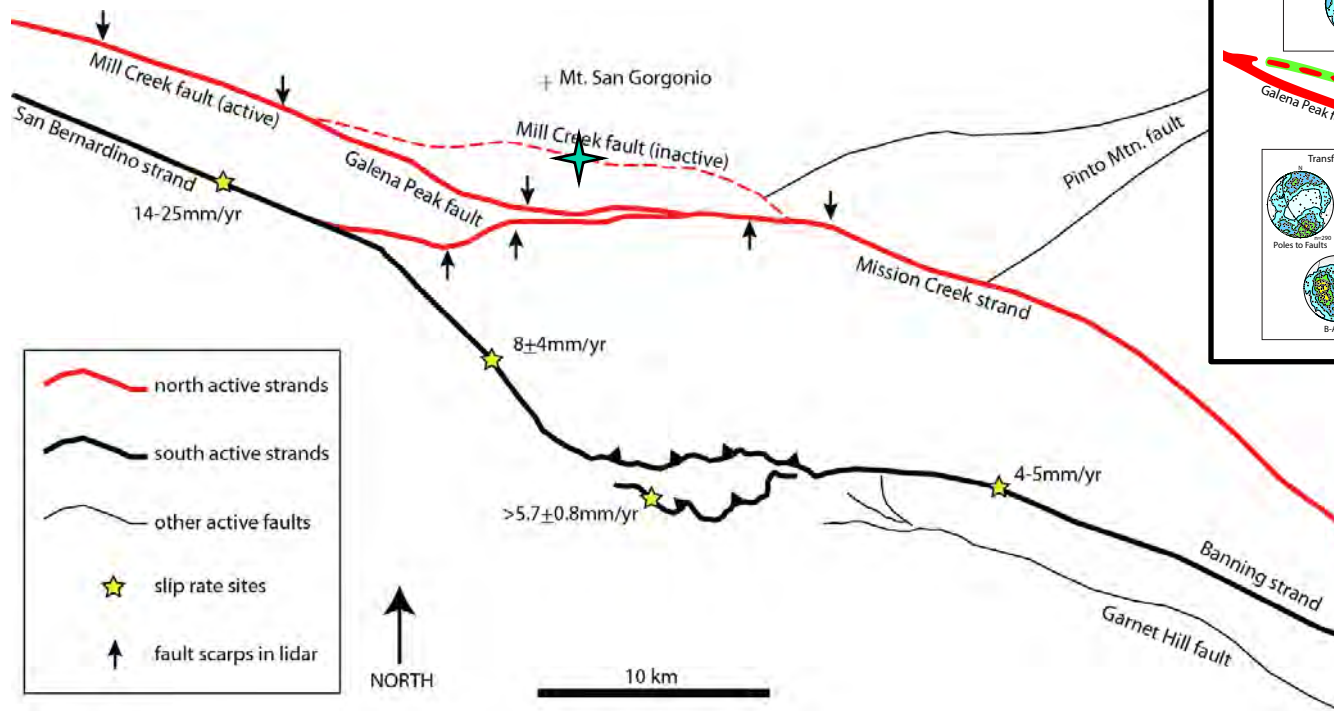 Mill Creek fault (active)
+ Mt. San Gorgonio
San Bernardino strand
Mill Creek fault (inactive)
Galena Peak fault
14-25mm/yr
Pinto Mtn. fault
Mission Creek strand
8±4mm/yr
>5.7±0.8mm/yr
4-5mm/yr
Banning strand
Garnet Hill fault
north active strands
south active strands
other active faults
slip rate sites
fault scarps in lidar
NORTH
10 km
Galena Peak
Transf
N
n=290
Poles to Faults
B-A